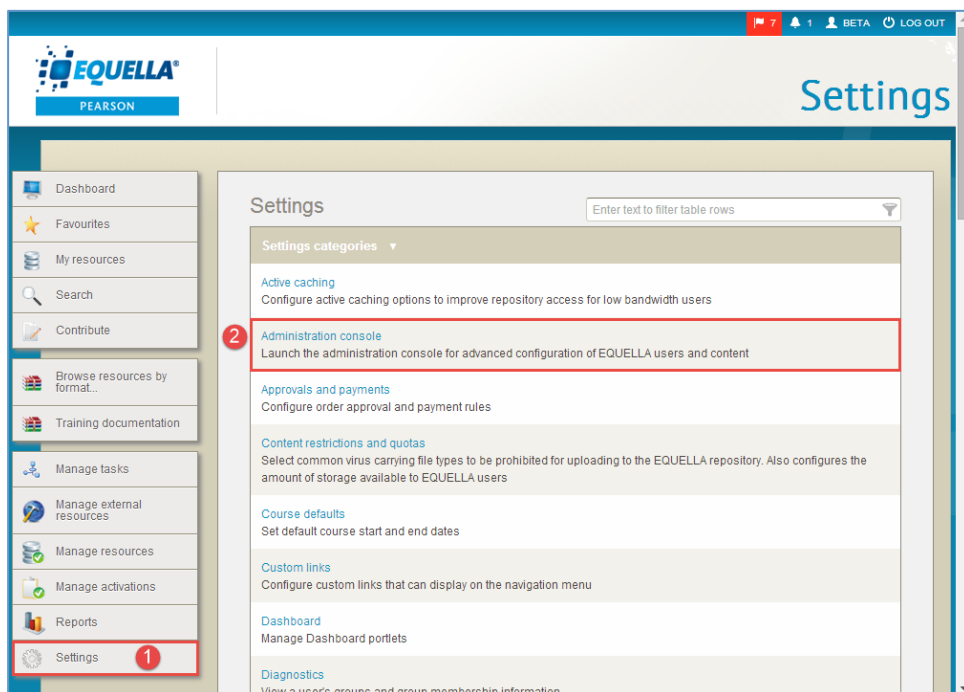 7 1 BETA LOG OUT
EQUELLA®
PEARSON
Settings
Dashboard
Favourites
My resources
Search
Contribute
Browse resources by
format...
Training documentation
Manage tasks
Manage external
resources
Manage resources
Manage activations
Reports
Settings 1
Settings
Enter text to filter table rows
Settings categories
Active caching
Configure active caching options to improve repository access for low bandwidth users
2
Administration console
Launch the administration console for advanced configuration of EQUELLA users and content
Approvals and payments
Configure order approval and payment rules
Content restrictions and quotas
Select common virus carrying file types to be prohibited for uploading to the EQUELLA repository. Also configures the
amount of storage available to EQUELLA users
Course defaults
Set default course start and end dates
Custom links
Configure custom links that can display on the navigation menu
Dashboard
Manage Dashboard portlets
Diagnostics
View a user's groups and group membership information